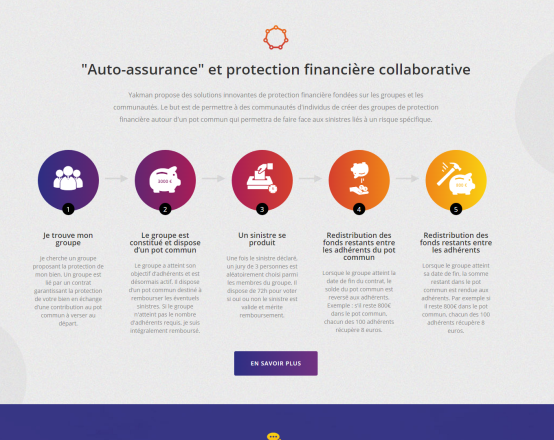 "Auto-assurance" et protection financière collaborative
Yakman propose des solutions innovantes de protection financière fondées sur les groupes et les
communautés. Le but est de permettre à des communautés d'individus de créer des groupes de protection
financière autour d'un pot commun qui permettra de faire face aux sinistres liés à un risque spécifique.
1
Je trouve mon
groupe
Je cherche un groupe
proposant la protection de
mon bien. Un groupe est
lié par un contrat
garantissant la protection
de votre bien en échange
d'une contribution au pot
commun à verser au
départ.
3000 €
2
Le groupe est
constitué et dispose
d'un pot commun
Le groupe a atteint son
objectif d'adhérents et est
désormais actif. Il dispose
d'un pot commun destiné à
rembourser les éventuels
sinistres. Si le groupe
n'atteint pas le nombre
d'adhérents requis, je suis
intégralement remboursé.
3
Un sinistre se
produit
Une fois le sinistre déclaré,
un jury de 3 personnes est
aléatoirement choisi parmi
les membres du groupe. Il
dispose de 72h pour voter
si oui ou non le sinistre est
validé et mérite
remboursement.
4
Redistribution des
fonds restants entre
les adhérents du pot
commun
Lorsque le groupe atteint la
date de fin du contrat, le
solde du pot commun est
reversé aux adhérents.
Exemple : s'il reste 800€
dans le pot commun,
chacun des 100 adhérents
récupère 8 euros.
5
Redistribution des
fonds restants entre
les adhérents
Lorsque le groupe atteint
sa date de fin, la somme
restant dans le pot
commun est rendue aux
adhérents. Par exemple si
il reste 800€ dans le pot
commun, chacun des 100
adhérents récupère 8
euros.
EN SAVOIR PLUS